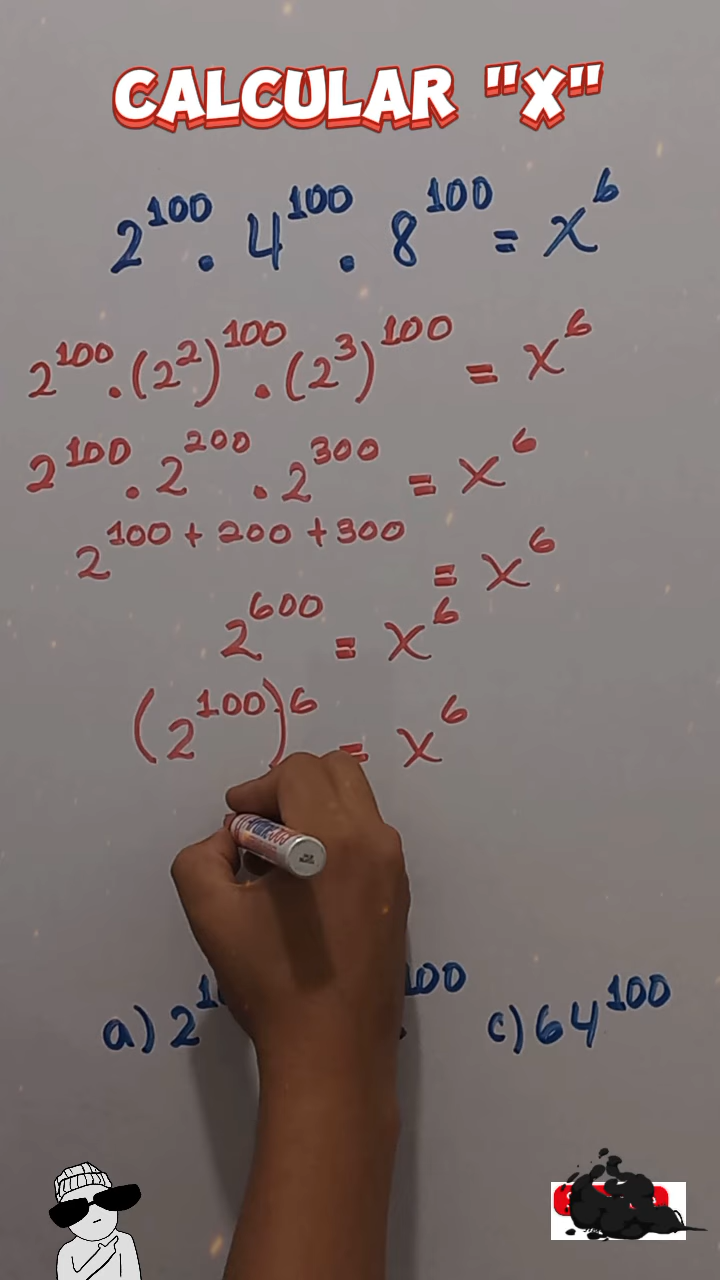 CALCULAR "X"
2^100 . 4^100 . 8^100 = x^6
2^100 . (2^2)^100 . (2^3)^100 = x^6
2^100 . 2^200 . 2^300 = x^6
2^100 + 200 + 300 = x^6
2^600 = x^6
(2^100)^6 = x^6
a) 2 100 c) 64^100